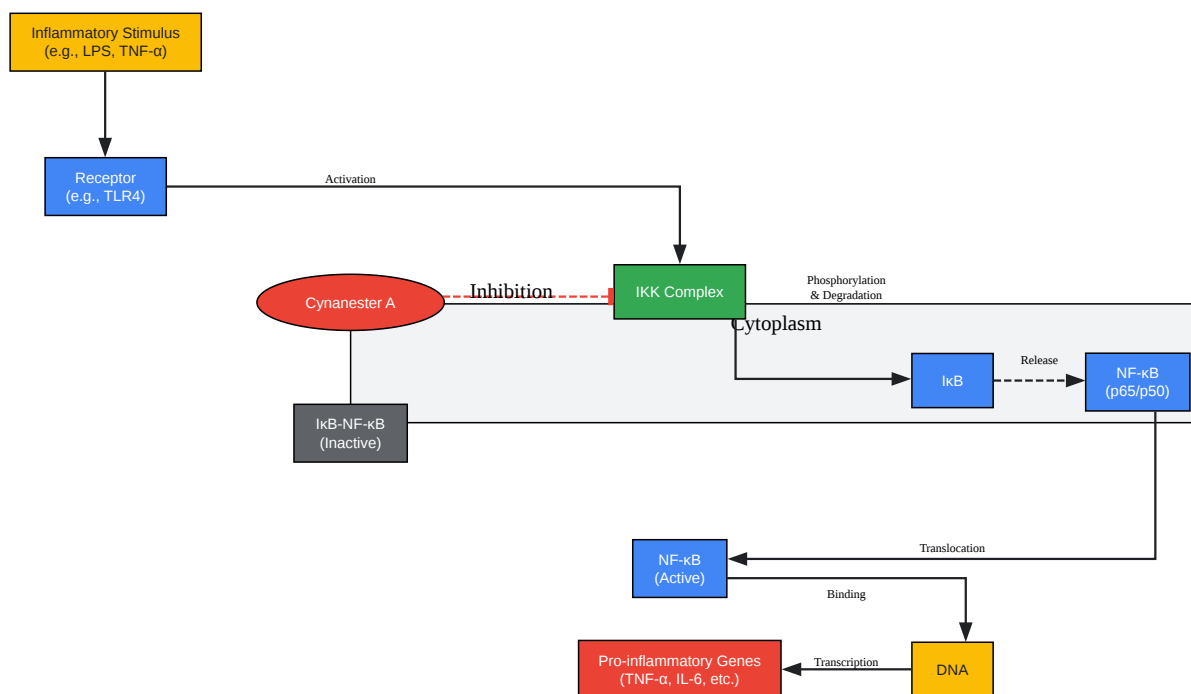 Inflammatory Stimulus
(e.g., LPS, TNF-α)
Receptor
(e.g., TLR4)
Activation
Cynanester A
Inhibition
IKK Complex
Phosphorylation
& Degradation
Cytoplasm
IκB
Release
NF-κB
(p65/p50)
IκB-NF-κB
(Inactive)
Translocation
NF-κB
(Active)
Binding
Pro-inflammatory Genes
(TNF-α, IL-6, etc.)
Transcription
DNA